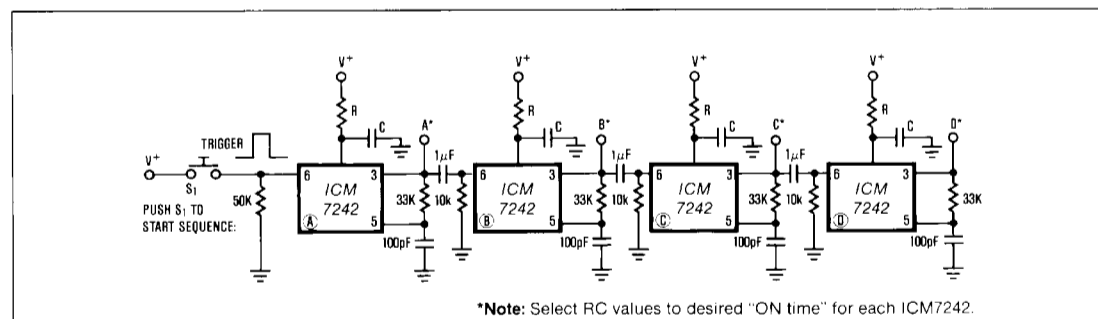 V+ V+ V+ V+
R R R R
A* B* C* D*
C C C C
TRIGGER
1µF 1µF 1µF
V+
S1
6 3 6 3 6 3 6 3
ICM ICM ICM ICM
7242 7242 7242 7242
50K 33K 10k 33K 10k 33K 10k 33K
PUSH S1 TO
START SEQUENCE:
A 5 B 5 C 5 D 5
100pF 100pF 100pF 100pF
*Note: Select RC values to desired "ON time" for each ICM7242.